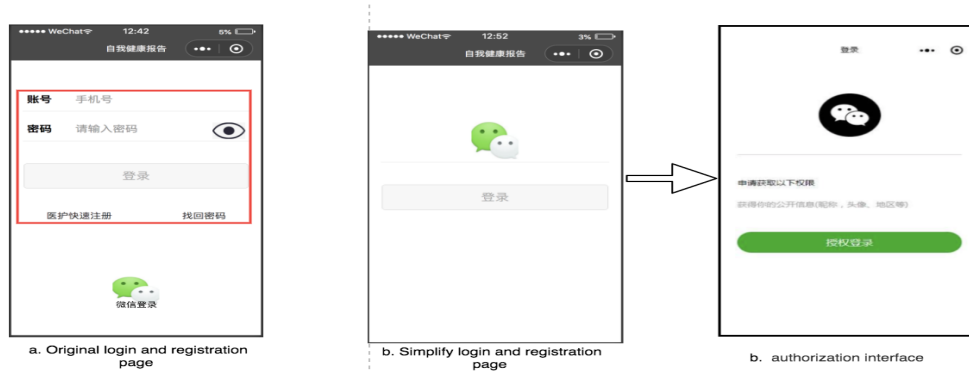 ●●●●● WeChat 12:42 5%
自我健康报告
账号 手机号
密码 请输入密码
登录
医护快速注册 找回密码
微信登录
a. Original login and registration
page
●●●●● WeChat 12:52 3%
自我健康报告
登录
b. Simplify login and registration
page
登录
申请获取以下权限
获得你的公开信息(昵称，头像、地区等)
授权登录
b. authorization interface